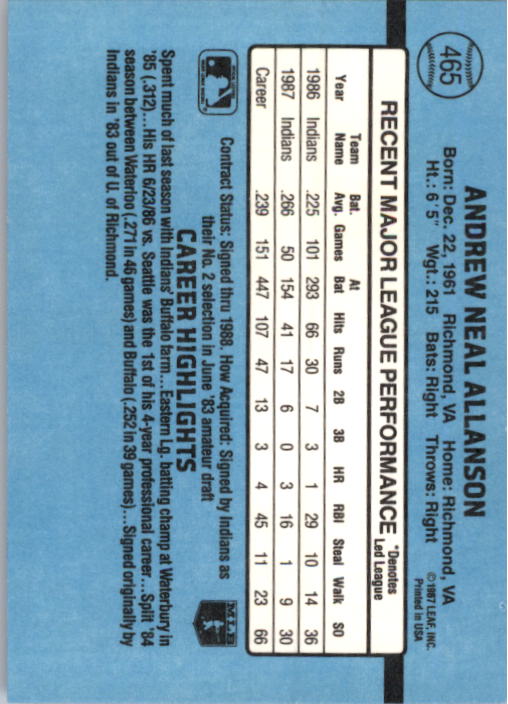 465
ANDREW NEAL ALLANSON
Born: Dec. 22, 1961 Richmond, VA Home: Richmond, VA
Ht.: 6'5" Wgt.: 215 Bats: Right Throws: Right
©1987 LEAF, INC.
Printed in USA
RECENT MAJOR LEAGUE PERFORMANCE *Denotes Led League
Year Team Name Bat. Avg. Games At Bat Hits Runs 2B 3B HR RBI Steal Walk SO
1986 Indians .225 101 293 66 30 7 3 1 29 10 14 36
1987 Indians .266 50 154 41 17 6 0 3 16 1 9 30
Career .239 151 447 107 47 13 3 4 45 11 23 66
Contract Status: Signed thru 1988. How Acquired: Signed by Indians as
their No. 2 selection in June '83 amateur draft
MLB
CAREER HIGHLIGHTS
Spent much of last season with Indians' Buffalo farm...Eastern Lg. batting champ at Waterbury in
'85 (.312)...His HR 6/23/86 vs. Seattle was the 1st of his 4-year professional career...Split '84
season between Waterloo (.271 in 46 games) and Buffalo (.252 in 39 games)...Signed originally by
Indians in '83 out of U. of Richmond.